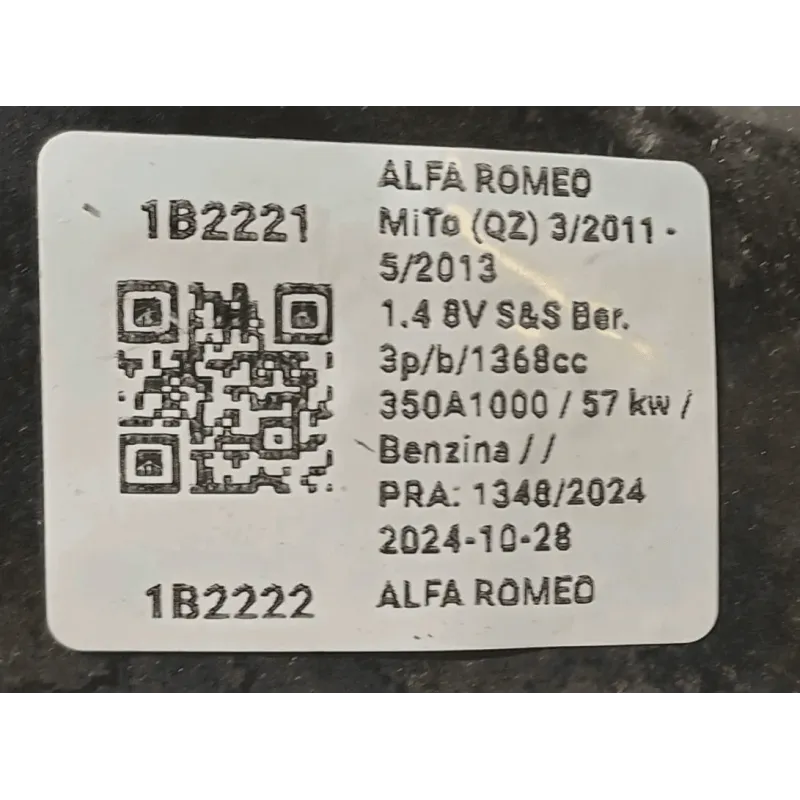 1B2221
ALFA ROMEO
MiTo (QZ) 3/2011 -
5/2013
1.4 8V S&S Ber.
3p/b/1368cc
350A1000 / 57 kw /
Benzina / /
PRA: 1348/2024
2024-10-28
1B2222
ALFA ROMEO